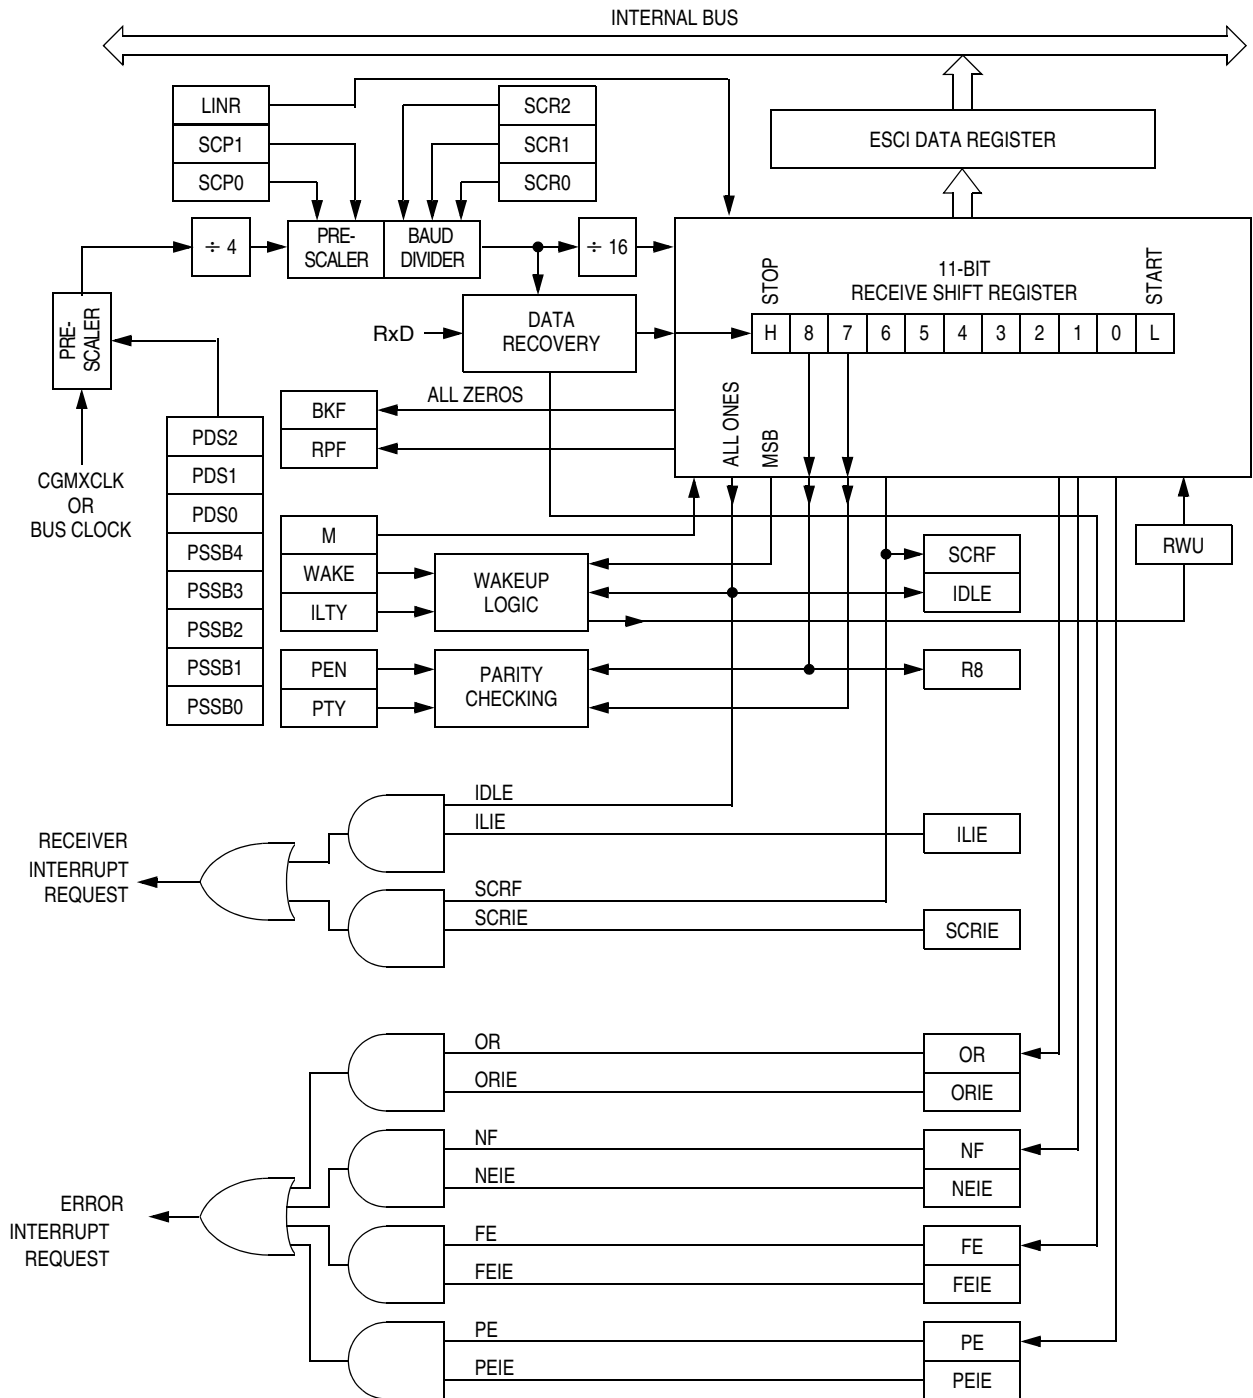 INTERNAL BUS
LINR
SCP1
SCP0
SCR2
SCR1
SCR0
ESCI DATA REGISTER
÷ 4
PRE-
SCALER
BAUD
DIVIDER
÷ 16
PRE-
SCALER
RxD
DATA
RECOVERY
STOP
11-BIT
RECEIVE SHIFT REGISTER
START
H 8 7 6 5 4 3 2 1 0 L
ALL ZEROS
BKF
RPF
ALL ONES
MSB
CGMXCLK
OR
BUS CLOCK
PDS2
PDS1
PDS0
PSSB4
PSSB3
PSSB2
PSSB1
PSSB0
M
WAKE
ILTY
WAKEUP
LOGIC
SCRF
IDLE
RWU
PEN
PTY
PARITY
CHECKING
R8
IDLE
ILIE
ILIE
RECEIVER
INTERRUPT
REQUEST
SCRF
SCRIE
SCRIE
OR
ORIE
OR
ORIE
NF
NEIE
NF
NEIE
ERROR
INTERRUPT
REQUEST
FE
FEIE
FE
FEIE
PE
PEIE
PE
PEIE